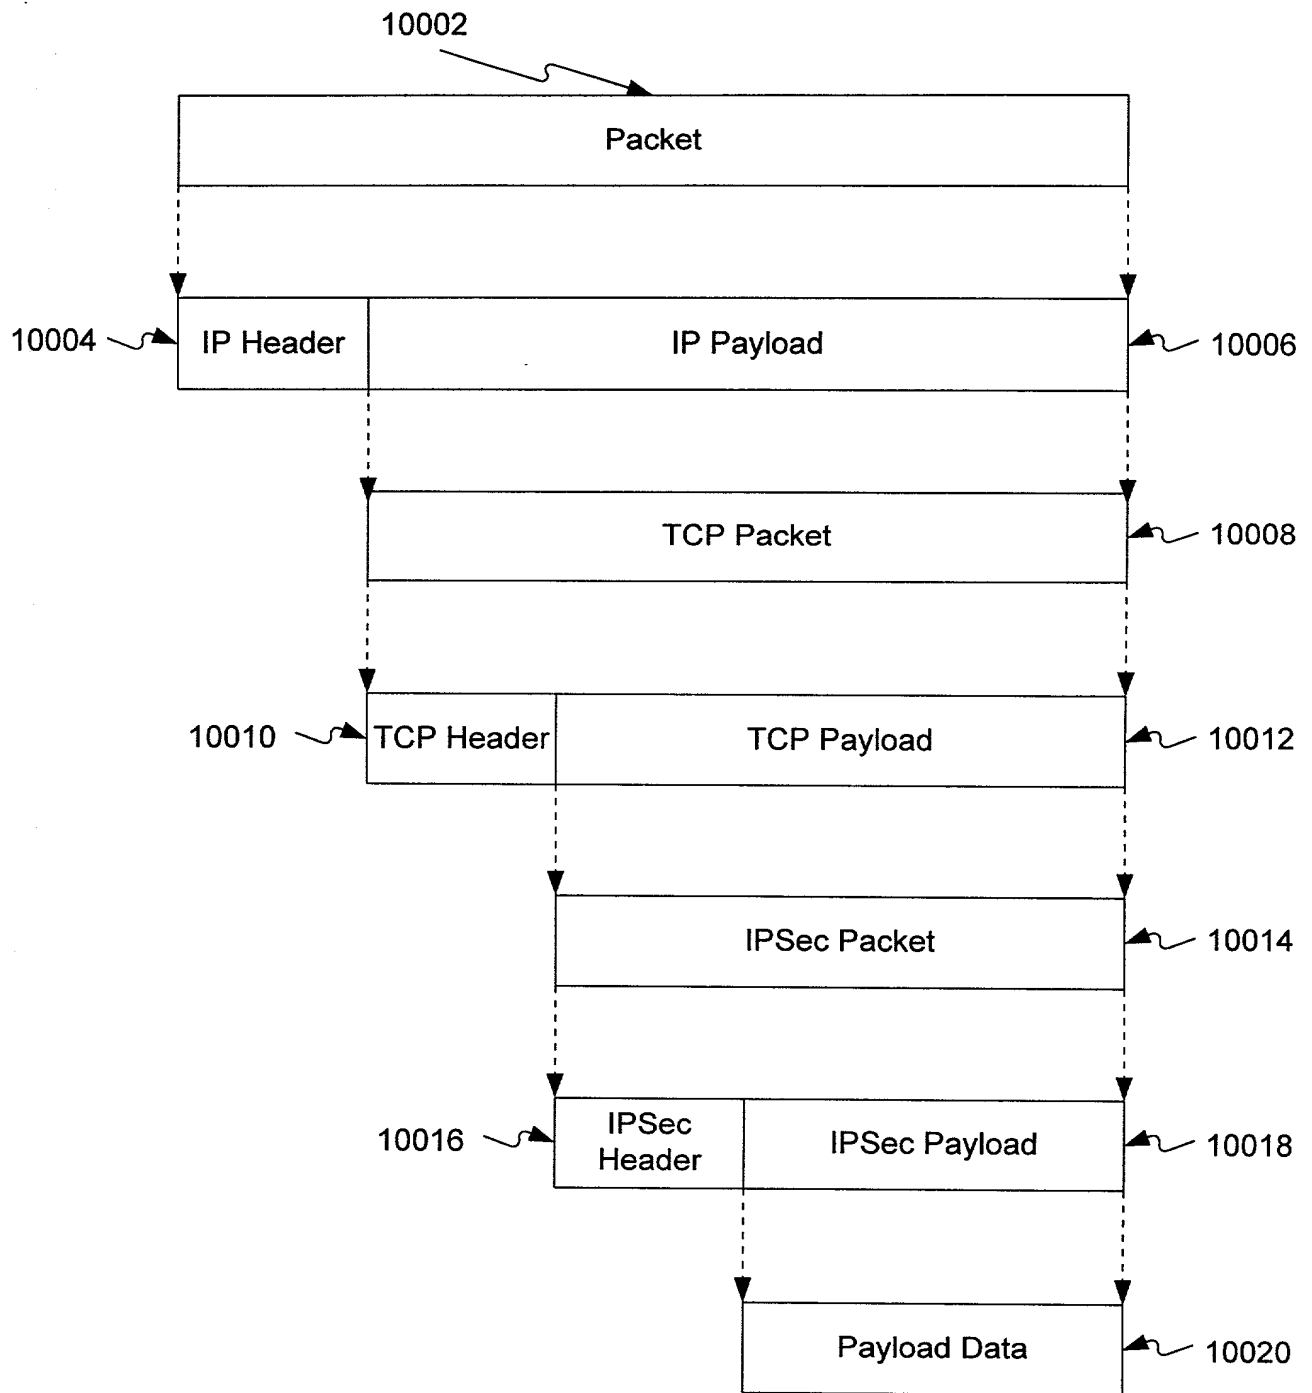 10002
Packet
10004
IP Header
IP Payload
10006
TCP Packet
10008
10010
TCP Header
TCP Payload
10012
IPSec Packet
10014
10016
IPSec
Header
IPSec Payload
10018
Payload Data
10020